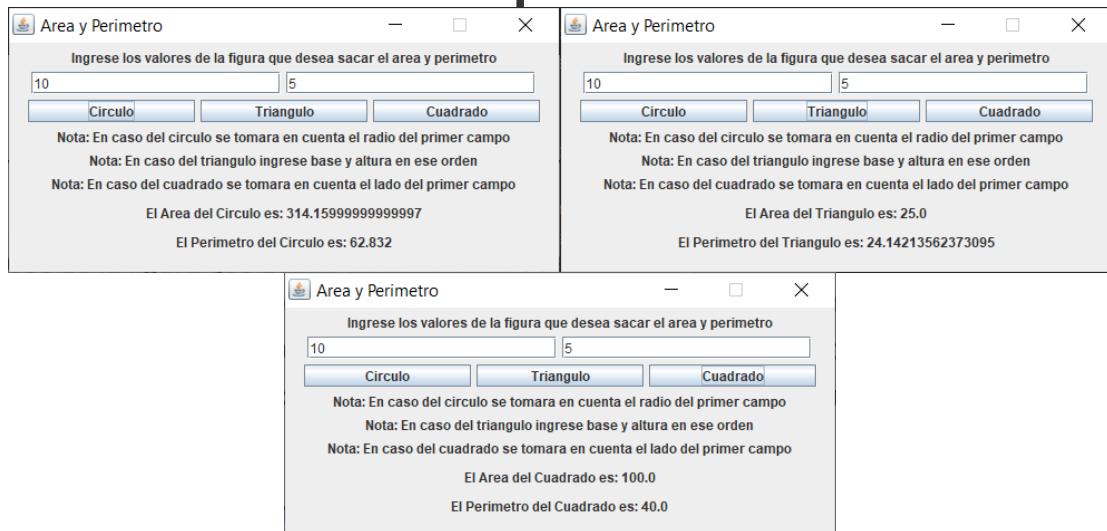 Area y Perimetro
Ingrese los valores de la figura que desea sacar el area y perimetro
10 5
Circulo Triangulo Cuadrado
Nota: En caso del circulo se tomara en cuenta el radio del primer campo
Nota: En caso del triangulo ingrese base y altura en ese orden
Nota: En caso del cuadrado se tomara en cuenta el lado del primer campo
El Area del Circulo es: 314.15999999999997
El Perimetro del Circulo es: 62.832
Area y Perimetro
Ingrese los valores de la figura que desea sacar el area y perimetro
10 5
Circulo Triangulo Cuadrado
Nota: En caso del circulo se tomara en cuenta el radio del primer campo
Nota: En caso del triangulo ingrese base y altura en ese orden
Nota: En caso del cuadrado se tomara en cuenta el lado del primer campo
El Area del Triangulo es: 25.0
El Perimetro del Triangulo es: 24.14213562373095
Area y Perimetro
Ingrese los valores de la figura que desea sacar el area y perimetro
10 5
Circulo Triangulo Cuadrado
Nota: En caso del circulo se tomara en cuenta el radio del primer campo
Nota: En caso del triangulo ingrese base y altura en ese orden
Nota: En caso del cuadrado se tomara en cuenta el lado del primer campo
El Area del Cuadrado es: 100.0
El Perimetro del Cuadrado es: 40.0